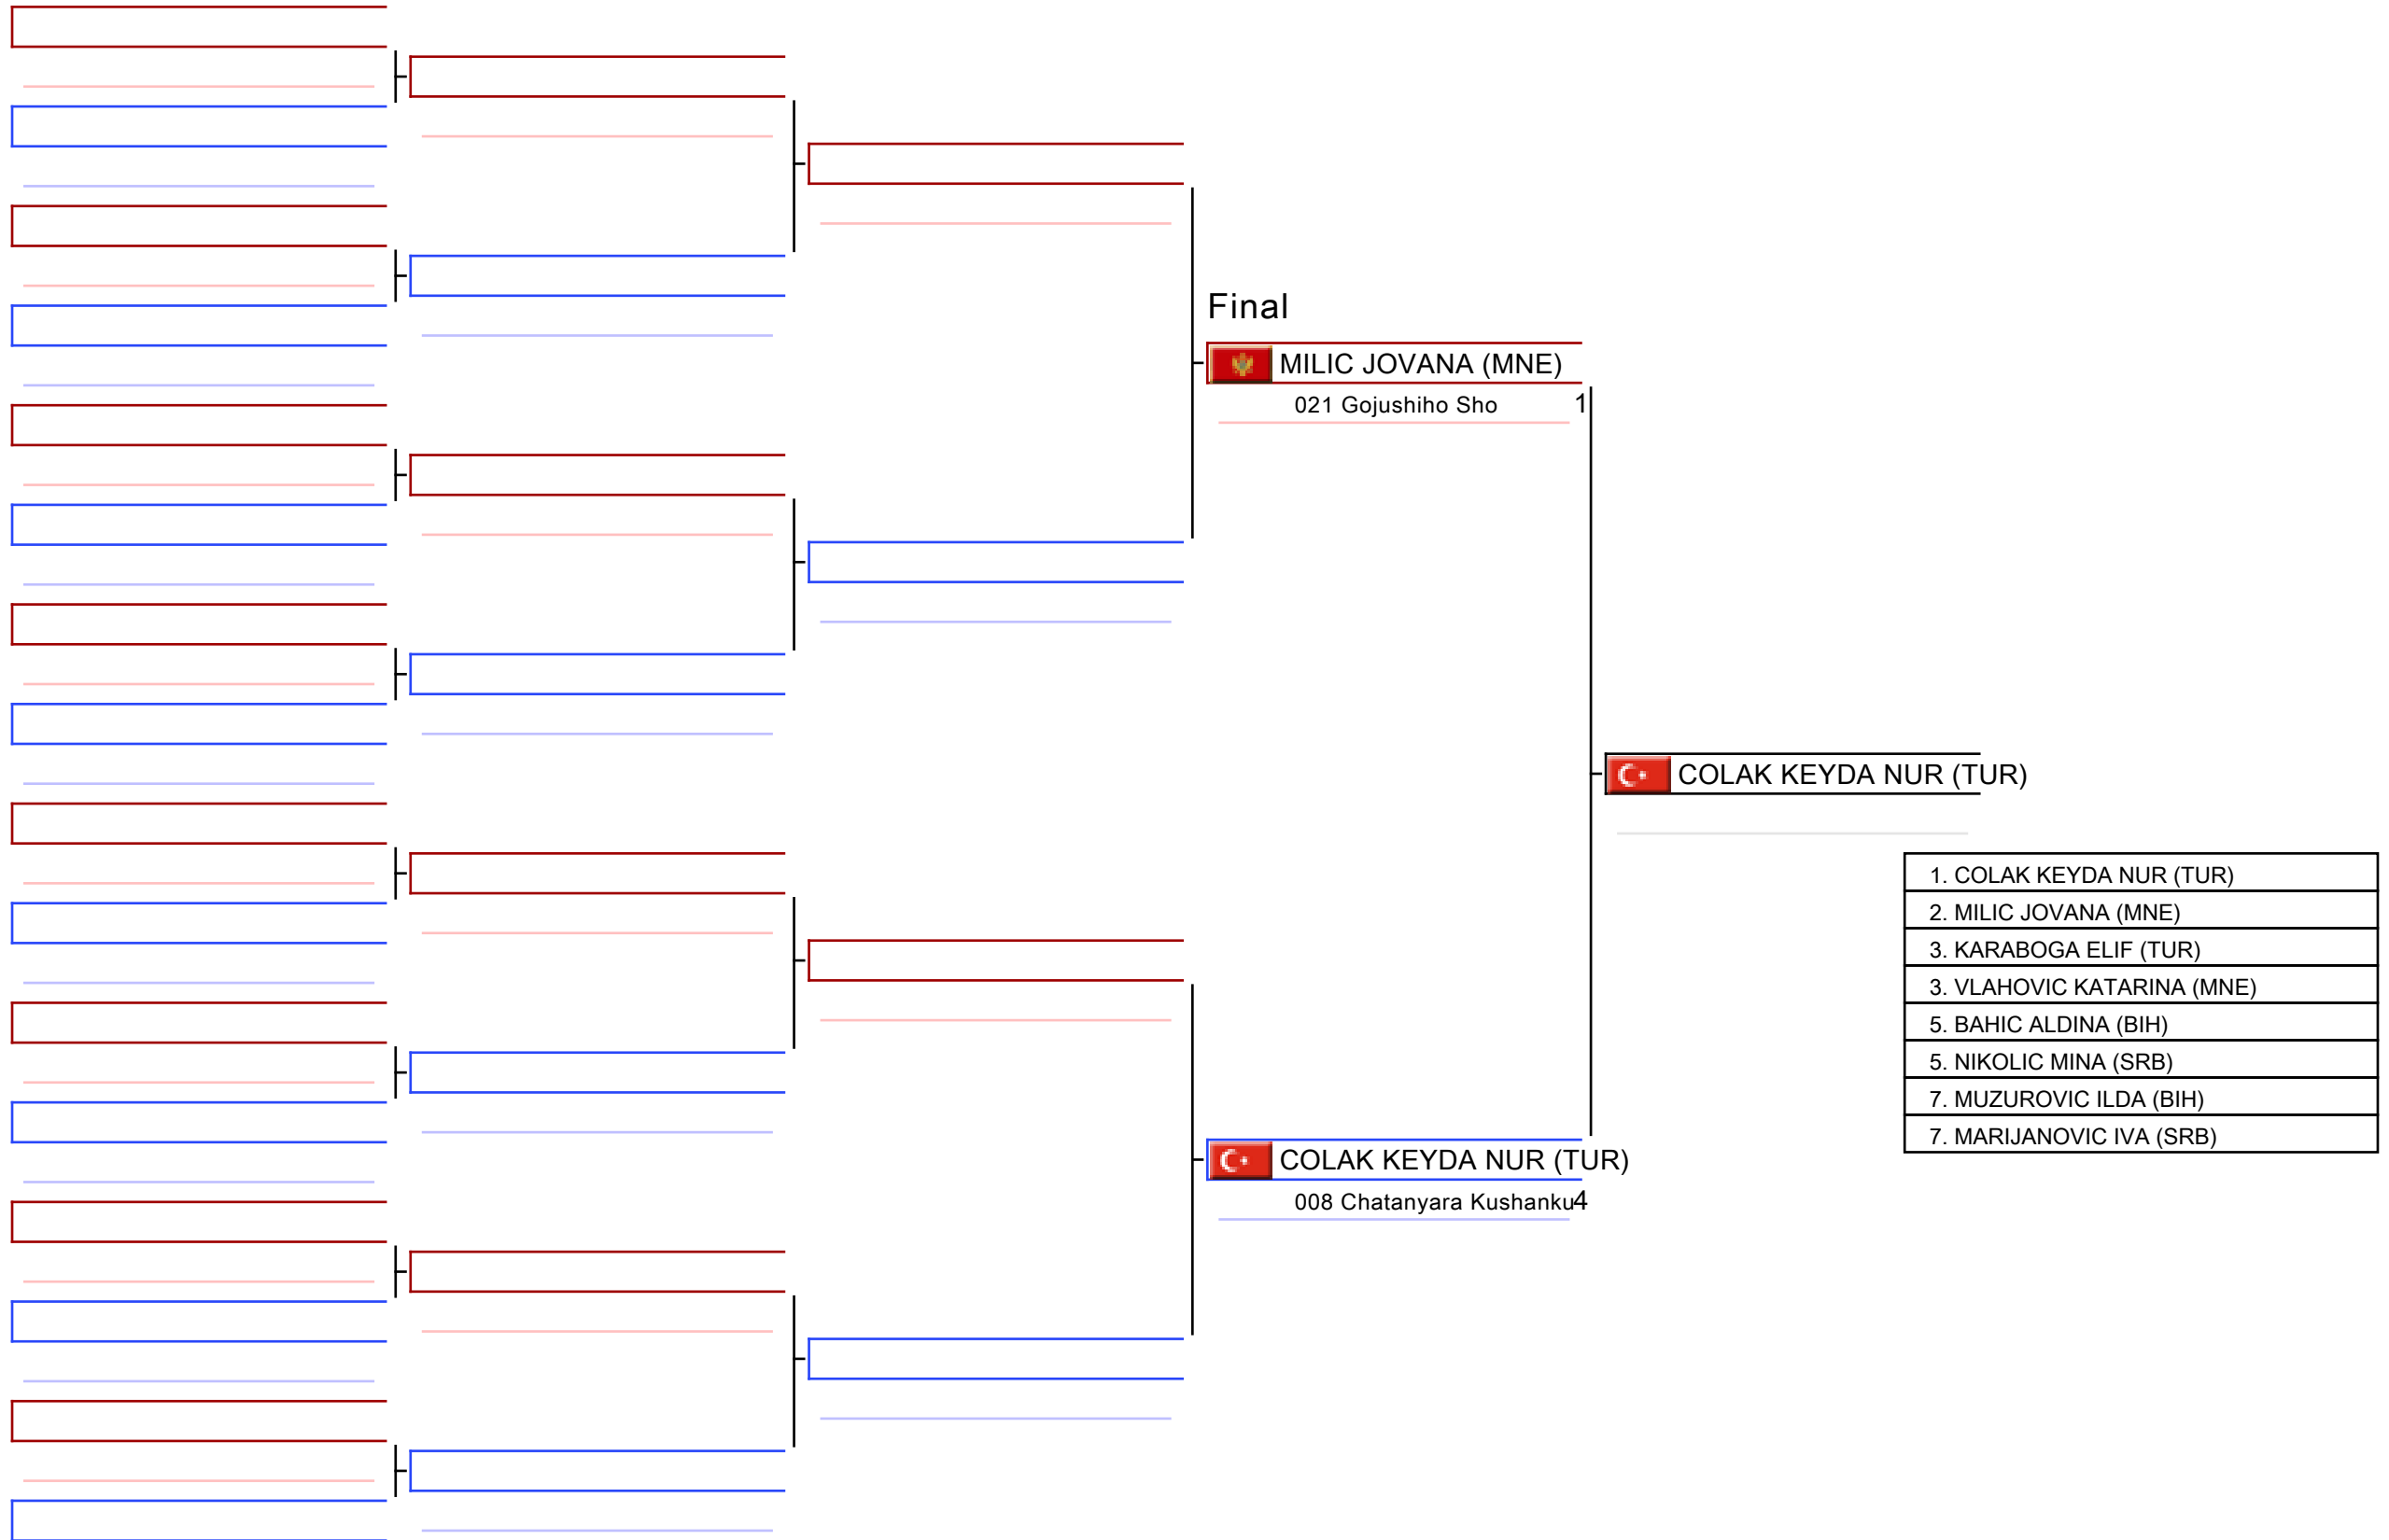 Final
MILIC JOVANA (MNE)
021 Gojushiho Sho 1
COLAK KEYDA NUR (TUR)
1. COLAK KEYDA NUR (TUR)
2. MILIC JOVANA (MNE)
3. KARABOGA ELIF (TUR)
3. VLAHOVIC KATARINA (MNE)
5. BAHIC ALDINA (BIH)
5. NIKOLIC MINA (SRB)
7. MUZUROVIC ILDA (BIH)
7. MARIJANOVIC IVA (SRB)
COLAK KEYDA NUR (TUR)
008 Chatanyara Kushanku4